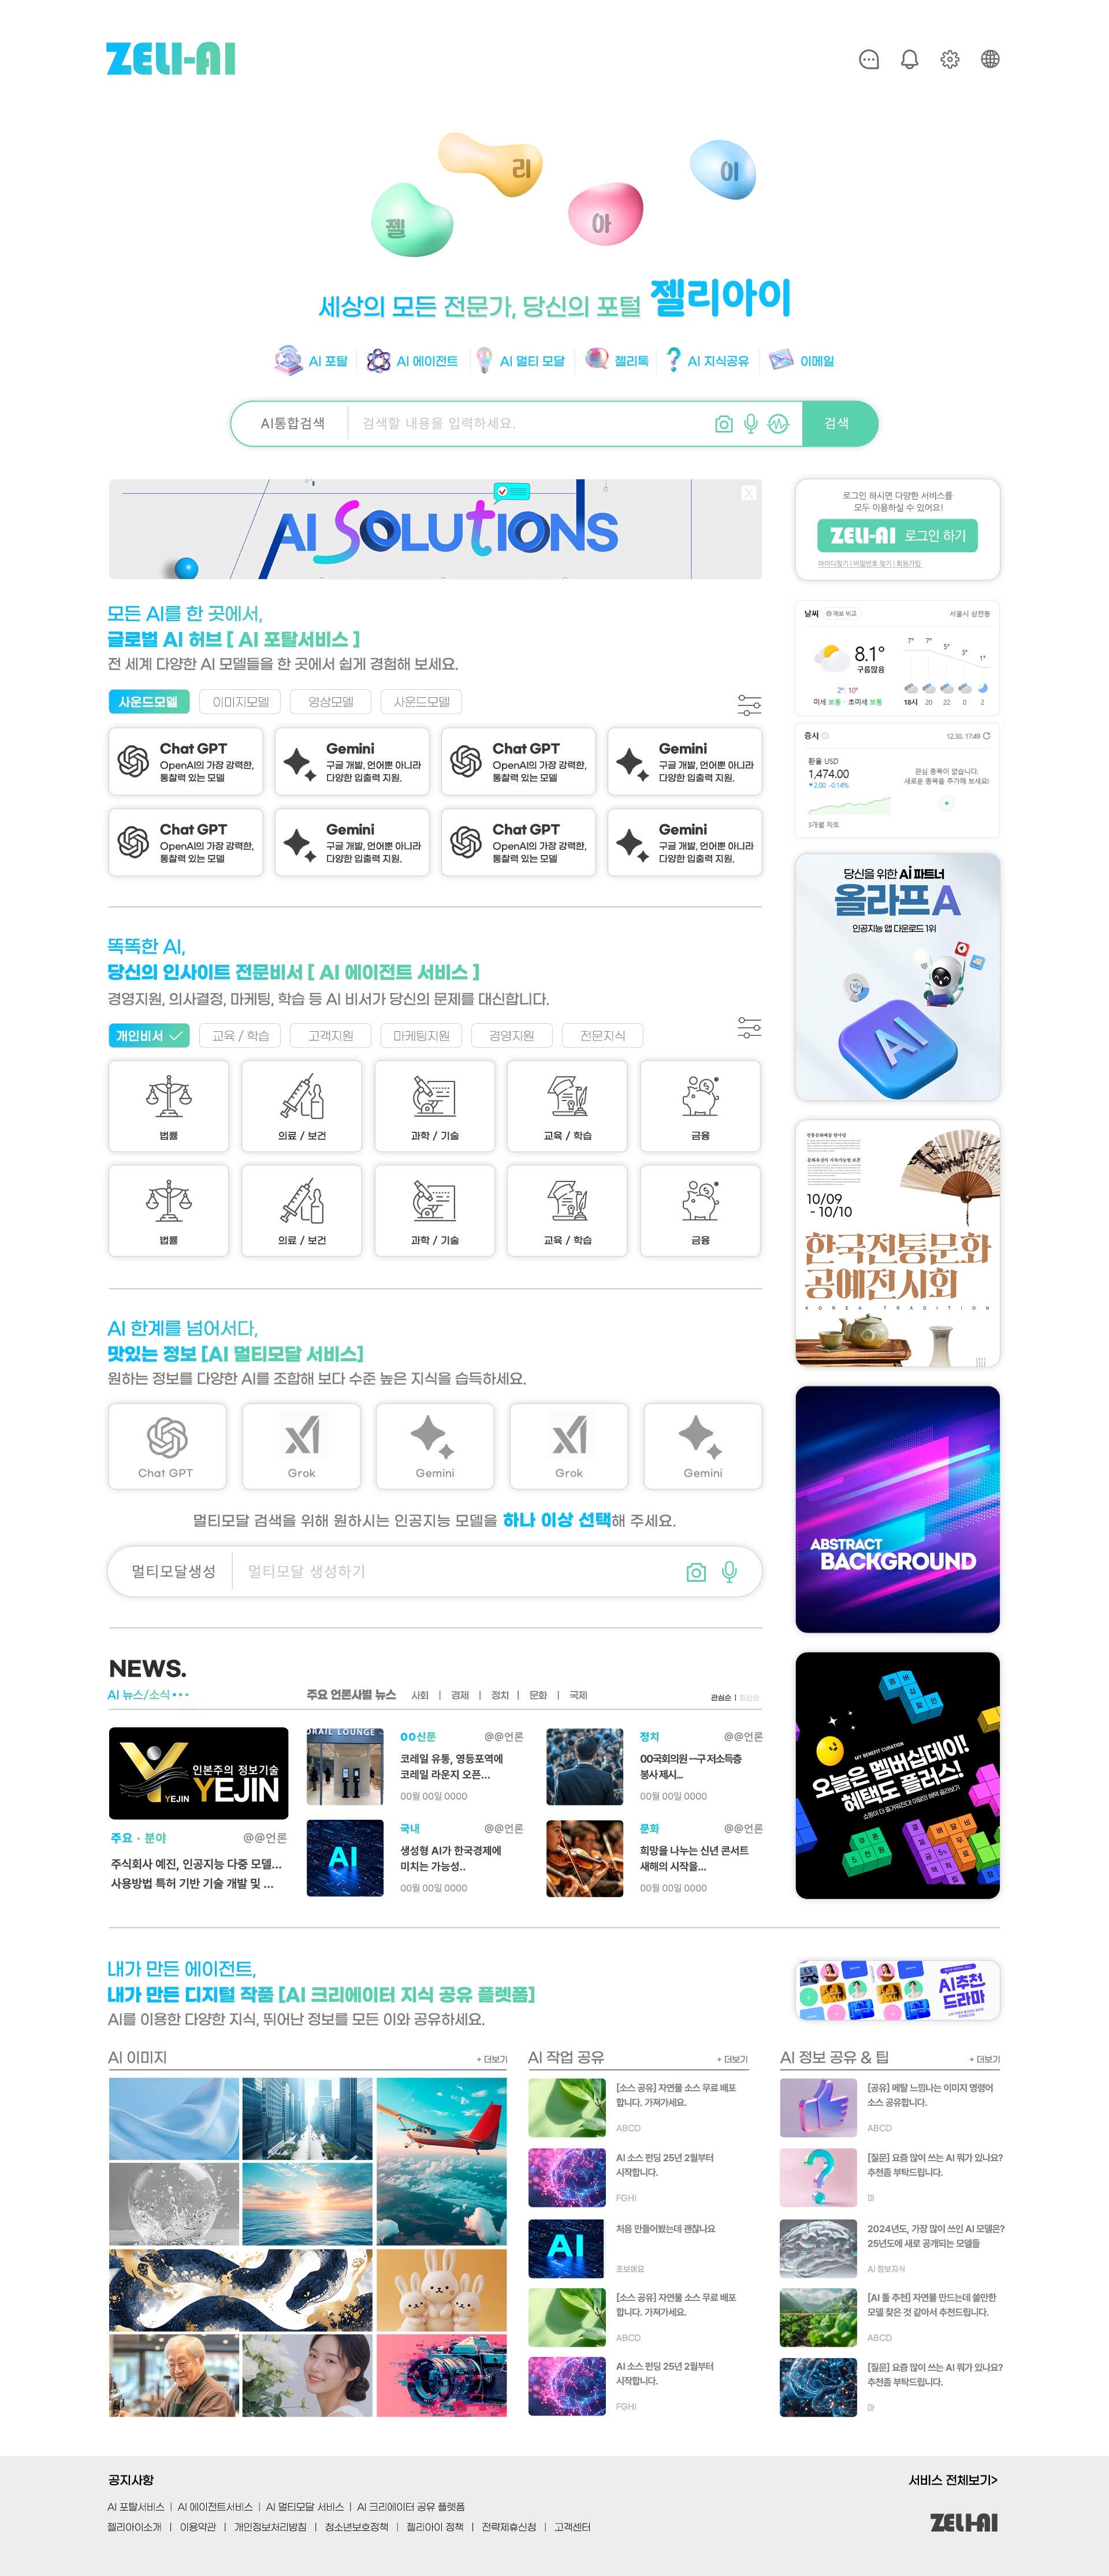 ZELI-AI
젤
리
아
이
세상의 모든 전문가, 당신의 포털 젤리아이
AI 포탈
AI 에이전트
AI 멀티 모달
젤리톡
AI 지식공유
이메일
AI통합검색
검색할 내용을 입력하세요.
검색
AI SOLUTIONS
X
로그인 하시면 다양한 서비스를
모두 이용하실 수 있어요!
ZELI-AI 로그인 하기
아이디찾기 | 비밀번호 찾기 | 회원가입
모든 AI를 한 곳에서,
글로벌 AI 허브 [ AI 포탈서비스 ]
전 세계 다양한 AI 모델들을 한 곳에서 쉽게 경험해 보세요.
사운드모델
이미지모델
영상모델
사운드모델
Chat GPT
OpenAI의 가장 강력한,
통찰력 있는 모델
Gemini
구글 개발, 언어뿐 아니라
다양한 입출력 지원.
Chat GPT
OpenAI의 가장 강력한,
통찰력 있는 모델
Gemini
구글 개발, 언어뿐 아니라
다양한 입출력 지원.
Chat GPT
OpenAI의 가장 강력한,
통찰력 있는 모델
Gemini
구글 개발, 언어뿐 아니라
다양한 입출력 지원.
Chat GPT
OpenAI의 가장 강력한,
통찰력 있는 모델
Gemini
구글 개발, 언어뿐 아니라
다양한 입출력 지원.
날씨
예보 비교
서울시 삼전동
8.1°
구름많음
2° 10°
미세 보통 · 초미세 보통
7° 7° 5° 3° 1°
18시 20 22 0 2
증시
12.30. 17:49
환율 USD
1,474.00
▼2.00 -0.14%
3개월 차트
관심 종목이 없습니다.
새로운 종목을 추가해 보세요!
+
당신을 위한 Ai 파트너
올라프A
인공지능 앱 다운로드 1위
AI
똑똑한 AI,
당신의 인사이트 전문비서 [ AI 에이전트 서비스 ]
경영지원, 의사결정, 마케팅, 학습 등 AI 비서가 당신의 문제를 대신합니다.
개인비서
교육 / 학습
고객지원
마케팅지원
경영지원
전문지식
법률
의료 / 보건
과학 / 기술
교육 / 학습
금융
법률
의료 / 보건
과학 / 기술
교육 / 학습
금융
10/09
- 10/10
한국전통문화
공예전시회
KOREA TRADITION
AI 한계를 넘어서다,
맛있는 정보 [AI 멀티모달 서비스]
원하는 정보를 다양한 AI를 조합해 보다 수준 높은 지식을 습득하세요.
Chat GPT
Grok
Gemini
Grok
Gemini
멀티모달 검색을 위해 원하시는 인공지능 모델을 하나 이상 선택해 주세요.
멀티모달생성
멀티모달 생성하기
ABSTRACT
BACKGROUND
NEWS.
AI 뉴스/소식
주요 언론사별 뉴스
사회 | 경제 | 정치 | 문화 | 국제
관심순 | 최신순
인본주의 정보기술
YEJIN
YEJIN
주요 · 분야
@@언론
주식회사 예진, 인공지능 다중 모델...
사용방법 특허 기반 기술 개발 및 ...
ORAIL LOUNGE
OO신문
@@언론
코레일 유통, 영등포역에
코레일 라운지 오픈...
00월 00일 0000
정치
@@언론
00국회의원 --구 저소득층
봉사 제시...
00월 00일 0000
AI
국내
@@언론
생성형 AI가 한국경제에
미치는 가능성..
00월 00일 0000
문화
@@언론
희망을 나누는 신년 콘서트
새해의 시작을...
00월 00일 0000
멤버십할인
MY BENEFIT CURATION
오늘은 멤버십데이!
혜택도 플러스!
쇼핑이 더 즐거워진다! 이달의 혜택 골라보기
쿠폰
5천원
결제금액
5%
적립
배달비
무료
내가 만든 에이전트,
내가 만든 디지털 작품 [AI 크리에이터 지식 공유 플렛폼]
AI를 이용한 다양한 지식, 뛰어난 정보를 모든 이와 공유하세요.
AI추천
드라마
AI 이미지
+ 더보기
AI 작업 공유
+ 더보기
[소스 공유] 자연물 소스 무료 배포
합니다. 가져가세요.
ABCD
AI 소스 펀딩 25년 2월부터
시작합니다.
FGHI
AI
처음 만들어봤는데 괜찮나요
초보에요
[소스 공유] 자연물 소스 무료 배포
합니다. 가져가세요.
ABCD
AI 소스 펀딩 25년 2월부터
시작합니다.
FGHI
AI 정보 공유 & 팁
+ 더보기
[공유] 메탈 느낌나는 이미지 명령어
소스 공유합니다.
ABCD
[질문] 요즘 많이 쓰는 AI 뭐가 있나요?
추천좀 부탁드립니다.
마
2024년도, 가장 많이 쓰인 AI 모델은?
25년도에 새로 공개되는 모델들
AI 정보지식
[AI 툴 추천] 자연물 만드는데 쓸만한
모델 찾은 것 같아서 추천드립니다.
ABCD
[질문] 요즘 많이 쓰는 AI 뭐가 있나요?
추천좀 부탁드립니다.
마
공지사항
서비스 전체보기>
AI 포탈서비스 | AI 에이전트서비스 | AI 멀티모달 서비스 | AI 크리에이터 공유 플렛폼
젤리아이소개 | 이용약관 | 개인정보처리방침 | 청소년보호정책 | 젤리아이 정책 | 전략제휴신청 | 고객센터
ZELI-AI